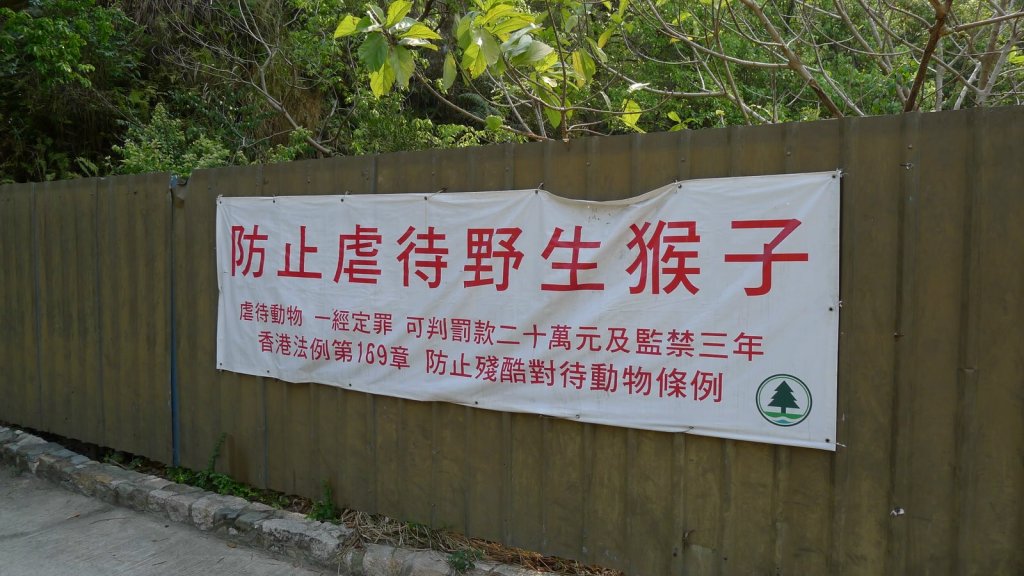 防止虐待野生猴子
虐待動物 一經定罪 可判罰款二十萬元及監禁三年
香港法例第169章 防止殘酷對待動物條例